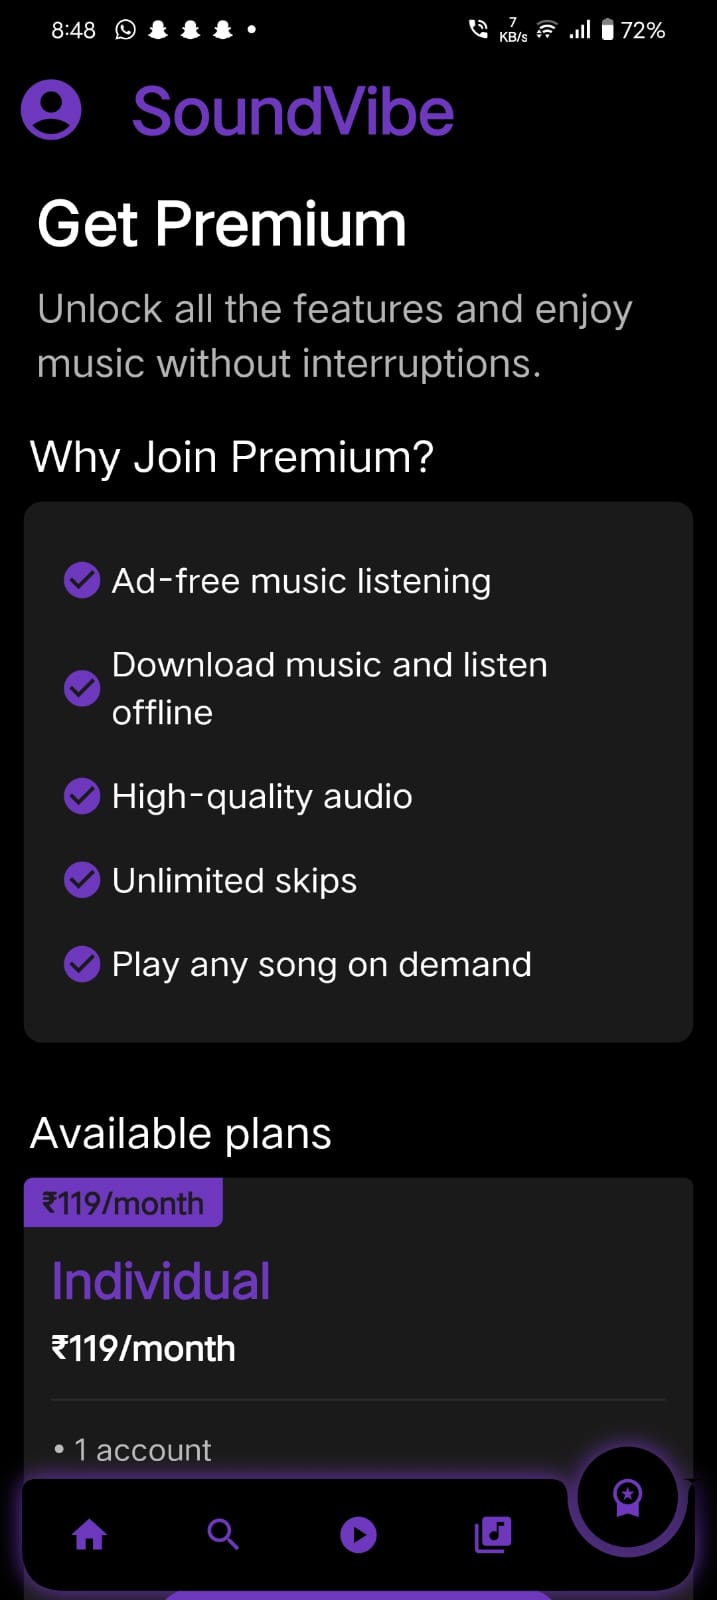 8:48 7 KB/s 72%
SoundVibe
Get Premium
Unlock all the features and enjoy
music without interruptions.
Why Join Premium?
Ad-free music listening
Download music and listen
offline
High-quality audio
Unlimited skips
Play any song on demand
Available plans
₹119/month
Individual
₹119/month
• 1 account